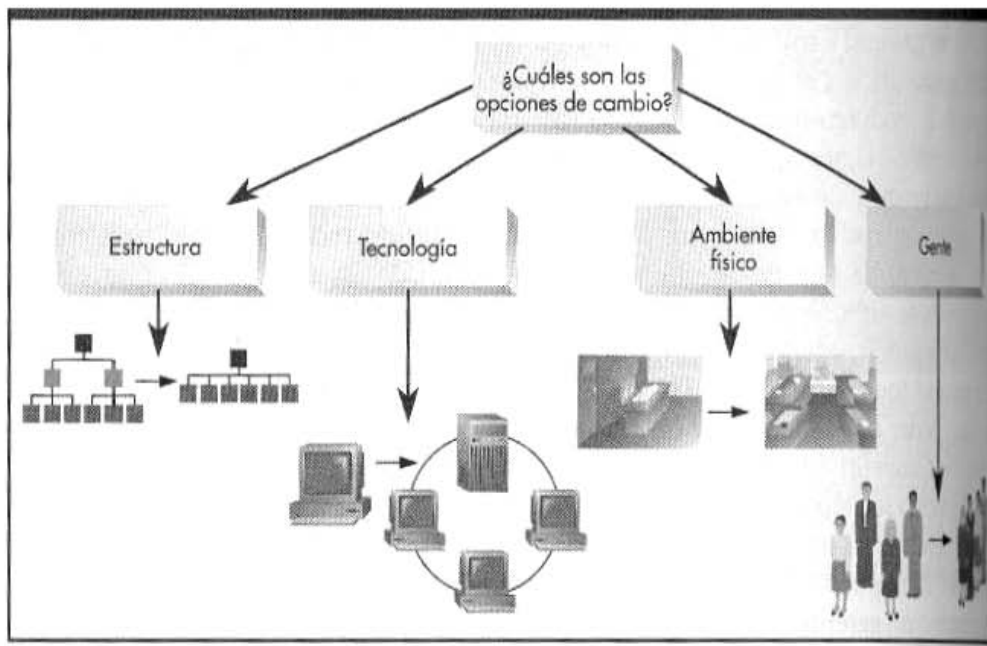 ¿Cuáles son las
opciones de cambio?
Estructura
Tecnología
Ambiente
físico
Gente